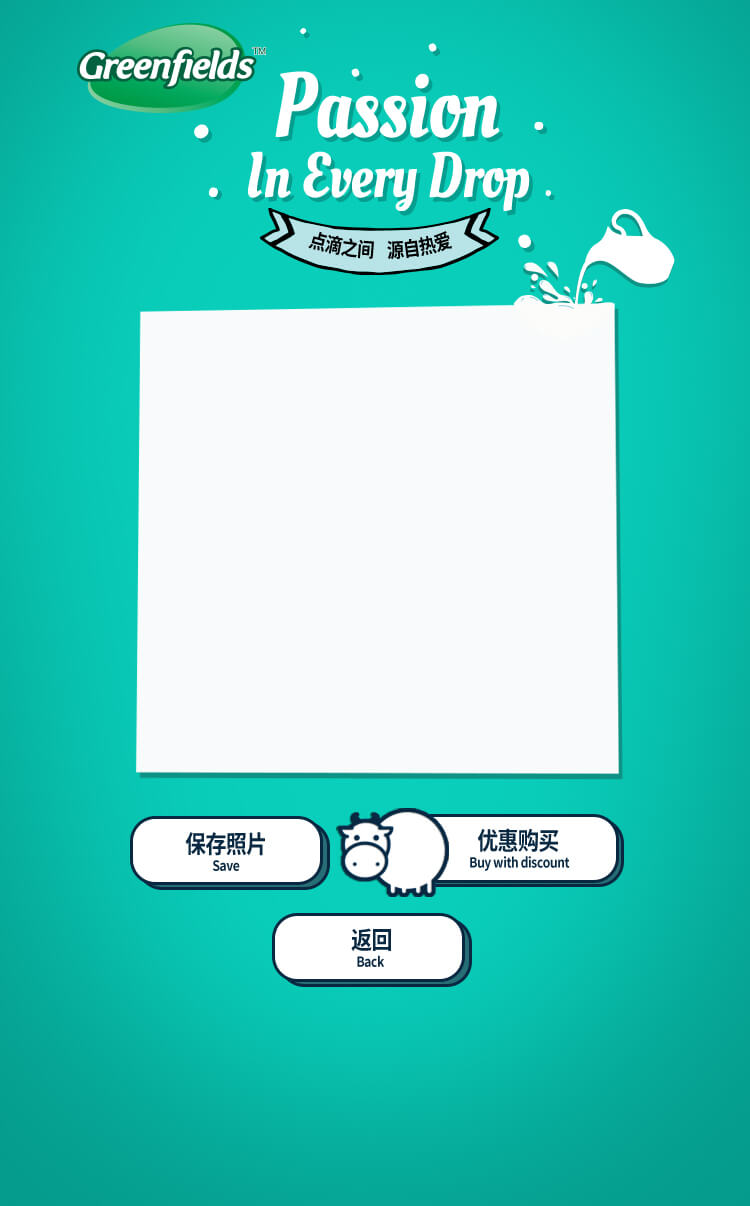 Greenfields™
Passion
In Every Drop
点滴之间 源自热爱
保存照片
Save
优惠购买
Buy with discount
返回
Back